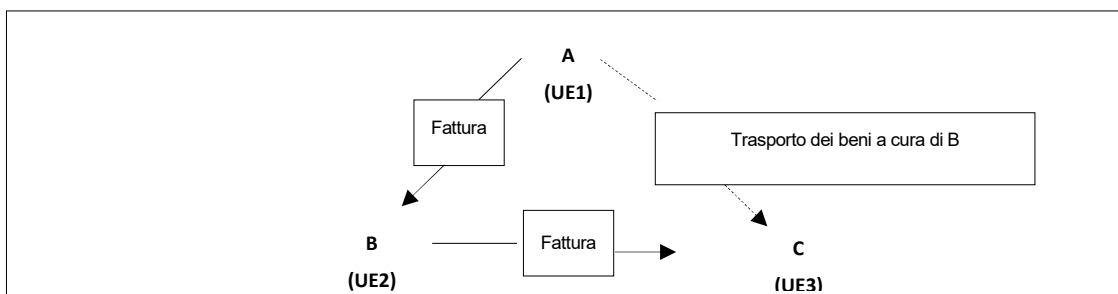 A
(UE1)
Fattura
Trasporto dei beni a cura di B
B
(UE2)
Fattura
C
(UE3)